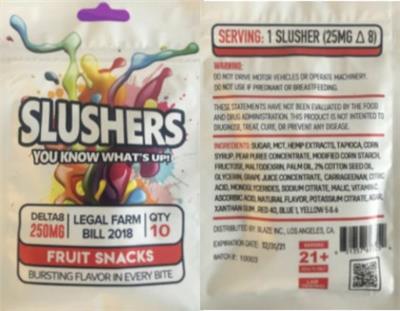 SLUSHERS
YOU KNOW WHAT'S UP!
DELTA8
250MG
LEGAL FARM
BILL 2018
QTY
10
FRUIT SNACKS
BURSTING FLAVOR IN EVERY BITE
SERVING: 1 SLUSHER (25MG Δ 8)
WARNING:
DO NOT DRIVE MOTOR VEHICLES OR OPERATE MACHINERY.
DO NOT USE IF PREGNANT OR BREASTFEEDING.
THESE STATEMENTS HAVE NOT BEEN EVALUATED BY THE FOOD
AND DRUG ADMINISTRATION. THIS PRODUCT IS NOT INTENDED TO
DIAGNOSE, TREAT, CURE, OR PREVENT ANY DISEASE.
INGREDIENTS: SUGAR, MCT, HEMP EXTRACTS, TAPIOCA, CORN
SYRUP, PEAR PUREE CONCENTRATE, MODIFIED CORN STARCH,
FRUCTOSE, MALTODEXTRIN, PALM OIL, 2% COTTON SEED OIL,
GLYCERIN, GRAPE JUICE CONCENTRATE, CARRAGEENAN, CITRIC
ACID, MONOGLYCERIDES, SODIUM CITRATE, MALIC, VITAMIN C,
ASCORBIC ACID, NATURAL FLAVOR, POTASSIUM CITRATE, AGAR,
XANTHAN GUM, RED 40, BLUE 1, YELLOW 5 & 6
DISTRIBUTED BY: BLAZE INC., LOS ANGELES, CA.
EXPIRATION DATE: 12/31/21
BATCH #: 10003
21+